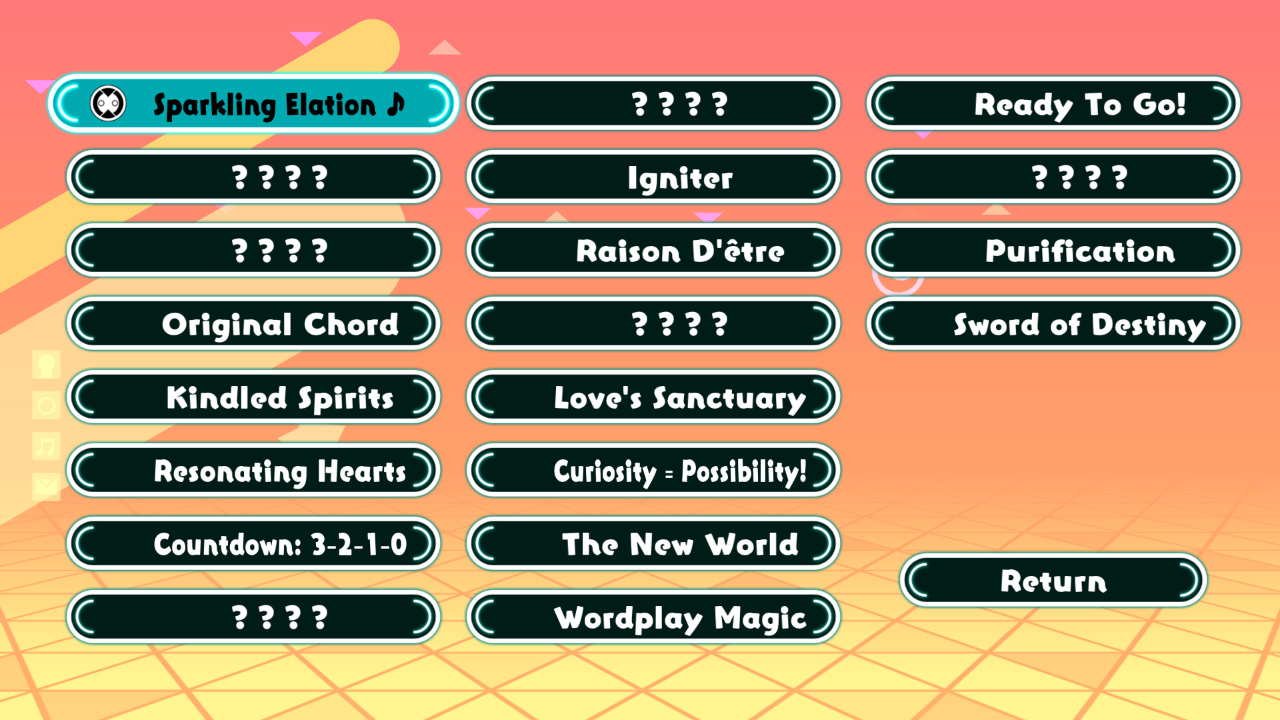 Sparkling Elation ♪
? ? ? ?
? ? ? ?
Original Chord
Kindled Spirits
Resonating Hearts
Countdown: 3-2-1-0
? ? ? ?
? ? ? ?
Igniter
Raison D'être
? ? ? ?
Love's Sanctuary
Curiosity = Possibility!
The New World
Wordplay Magic
Ready To Go!
? ? ? ?
Purification
Sword of Destiny
Return